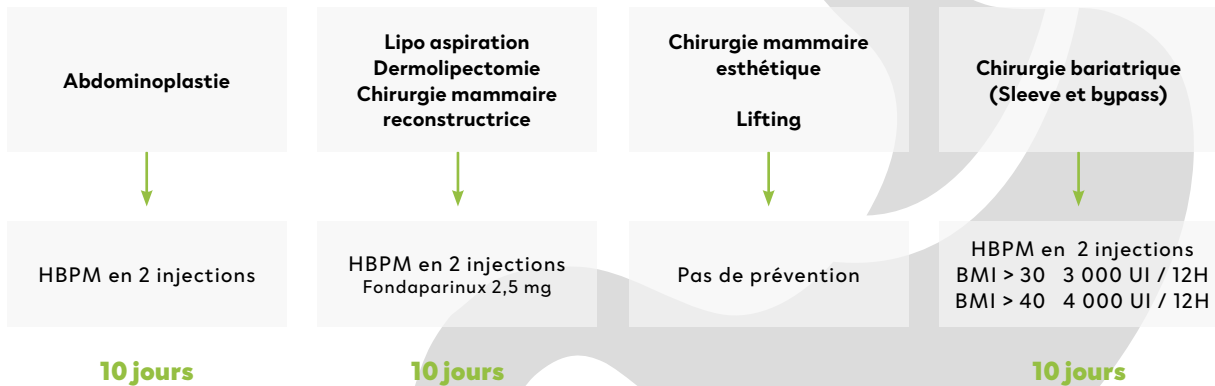 Abdominoplastie
Lipo aspiration
Dermolipectomie
Chirurgie mammaire
reconstructrice
Chirurgie mammaire
esthétique
Lifting
Chirurgie bariatrique
(Sleeve et bypass)
HBPM en 2 injections
HBPM en 2 injections
Fondaparinux 2,5 mg
Pas de prévention
HBPM en 2 injections
BMI > 30 3 000 UI / 12H
BMI > 40 4 000 UI / 12H
10 jours
10 jours
10 jours